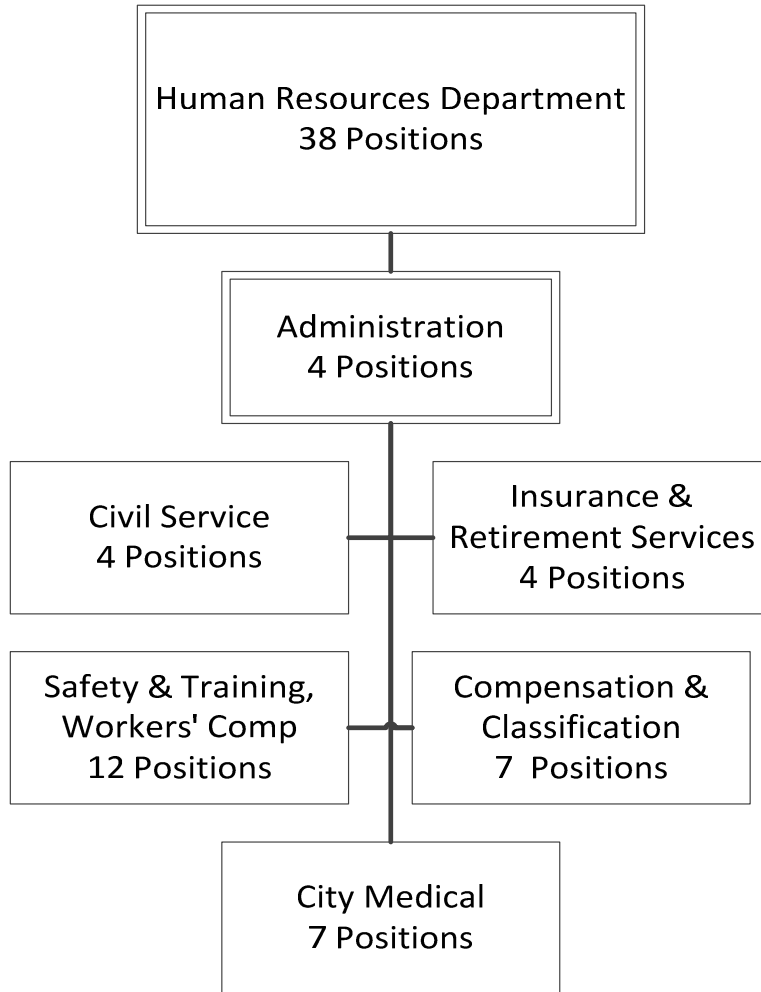 Human Resources Department
38 Positions
Administration
4 Positions
Civil Service
4 Positions
Insurance &
Retirement Services
4 Positions
Safety & Training,
Workers' Comp
12 Positions
Compensation &
Classification
7 Positions
City Medical
7 Positions